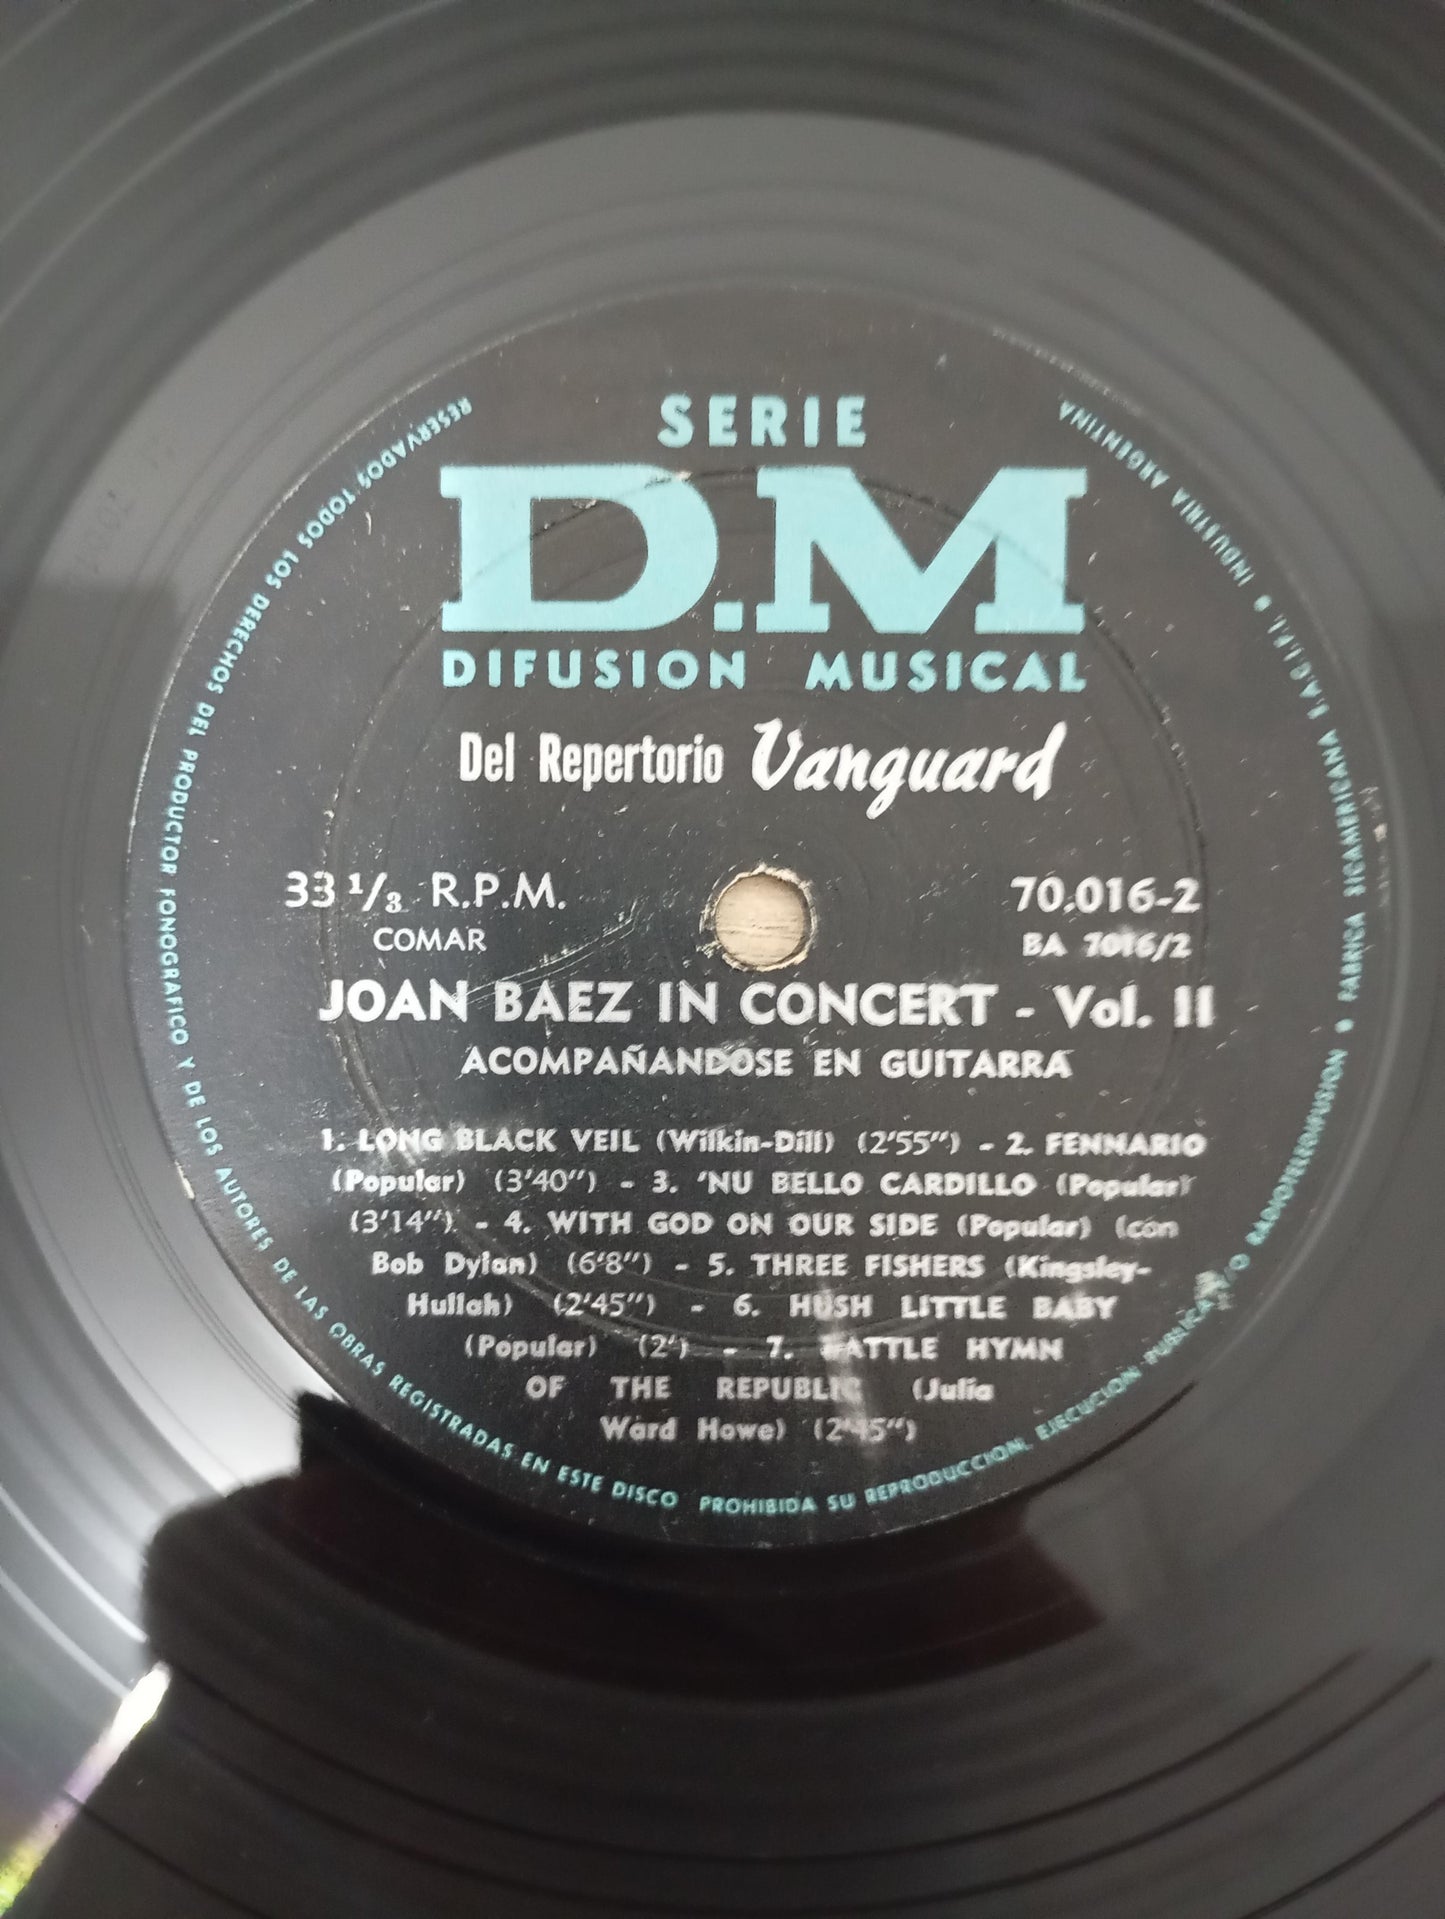 SERIE
D.M
DIFUSION MUSICAL
Del Repertorio Vanguard
33 1/3 R.P.M.
COMAR
70.016-2
BA 7016/2
JOAN BAEZ IN CONCERT - Vol. II
ACOMPAÑANDOSE EN GUITARRA
1. LONG BLACK VEIL (Wilkin-Dill) (2'55") - 2. FENNARIO
(Popular) (3'40") - 3. 'NU BELLO CARDILLO (Popular)
(3'14") - 4. WITH GOD ON OUR SIDE (Popular) (con
Bob Dylan) (6'8") - 5. THREE FISHERS (Kingsley-
Hullah) (2'45") - 6. HUSH LITTLE BABY
(Popular) (2') - 7. BATTLE HYMN
OF THE REPUBLIC (Julia
Ward Howe) (2'45")
RESERVADOS TODOS LOS DERECHOS DEL PRODUCTOR FONOGRAFICO Y DE LOS AUTORES DE LAS OBRAS REGISTRADAS EN ESTE DISCO PROHIBIDA SU REPRODUCCION, EJECUCION PUBLICA Y/O RADIOTELEDIFUSION • FABRICA SICAMERICANA S.A.C.I.F.I. • INDUSTRIA ARGENTINA